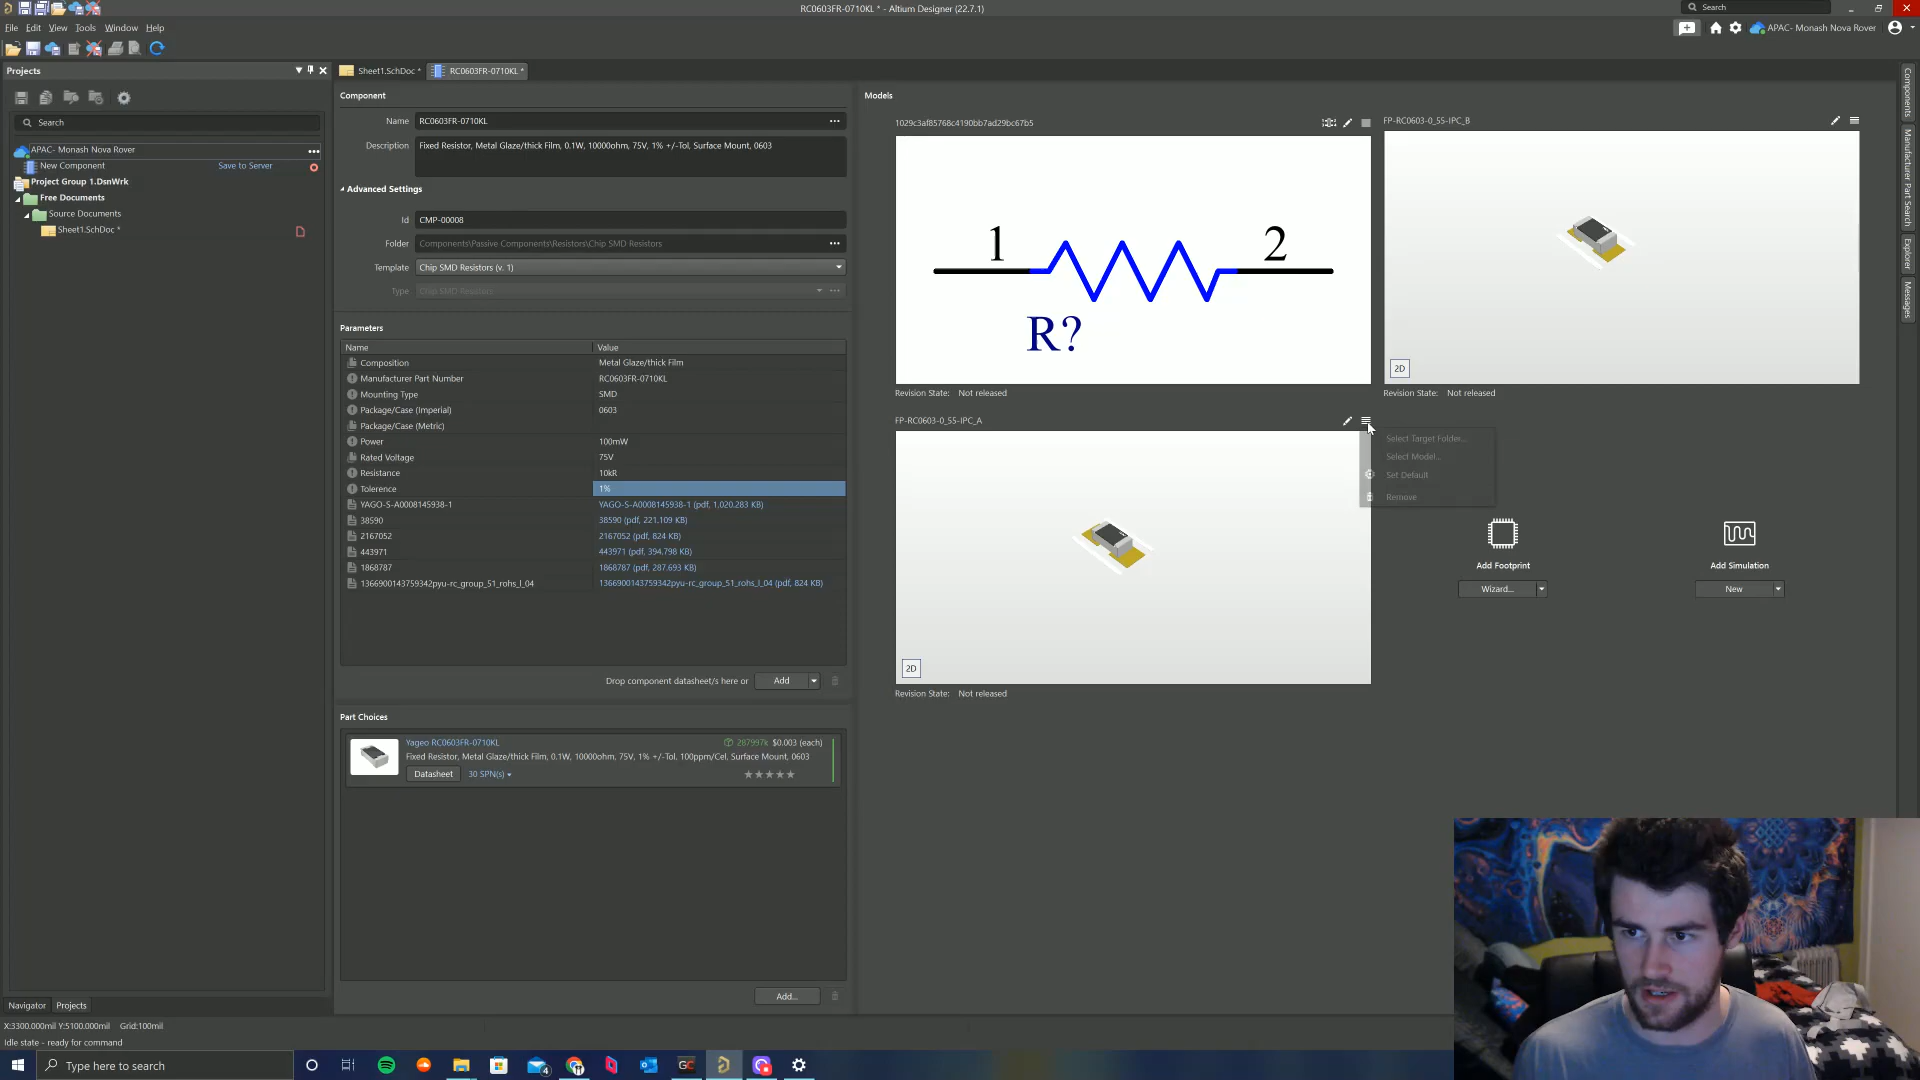 RC0603FR-0710KL * - Altium Designer (22.7.1)
Search
File Edit View Tools Window Help
APAC- Monash Nova Rover
Projects
Sheet1.SchDoc *
RC0603FR-0710KL *
Search
APAC- Monash Nova Rover
New Component
Save to Server
Project Group 1.DsnWrk
Free Documents
Source Documents
Sheet1.SchDoc *
Component
Name RC0603FR-0710KL
Description Fixed Resistor, Metal Glaze/thick Film, 0.1W, 10000ohm, 75V, 1% +/-Tol, Surface Mount, 0603
Advanced Settings
Id CMP-00008
Folder Components\Passive Components\Resistors\Chip SMD Resistors
Template Chip SMD Resistors (v. 1)
Type Chip SMD Resistors
Parameters
Name Value
Composition Metal Glaze/thick Film
Manufacturer Part Number RC0603FR-0710KL
Mounting Type SMD
Package/Case (Imperial) 0603
Package/Case (Metric)
Power 100mW
Rated Voltage 75V
Resistance 10kR
Tolerence 1%
YAGO-S-A0008145938-1 YAGO-S-A0008145938-1 (pdf, 1,020.283 KB)
38590 38590 (pdf, 221.109 KB)
2167052 2167052 (pdf, 824 KB)
443971 443971 (pdf, 394.798 KB)
1868787 1868787 (pdf, 287.693 KB)
1366900143759342pyu-rc_group_51_rohs_l_04 1366900143759342pyu-rc_group_51_rohs_l_04 (pdf, 824 KB)
Drop component datasheet/s here or Add
Part Choices
Yageo RC0603FR-0710KL
287997k $0.003 (each)
Fixed Resistor, Metal Glaze/thick Film, 0.1W, 10000ohm, 75V, 1% +/-Tol, 100ppm/Cel, Surface Mount, 0603
Datasheet 30 SPN(s)
Add...
Models
1029c3af85768c4190bb7ad29bc67b5
1 2
R?
Revision State: Not released
FP-RC0603-0_55-IPC_B
2D
Revision State: Not released
FP-RC0603-0_55-IPC_A
2D
Revision State: Not released
Select Target Folder...
Select Model...
Set Default
Remove
Add Footprint
Wizard...
Add Simulation
New
Components
Manufacturer Part Search
Explorer
Messages
Navigator Projects
X:3300.000mil Y:5100.000mil Grid:100mil
Idle state - ready for command
Type here to search
4
GC